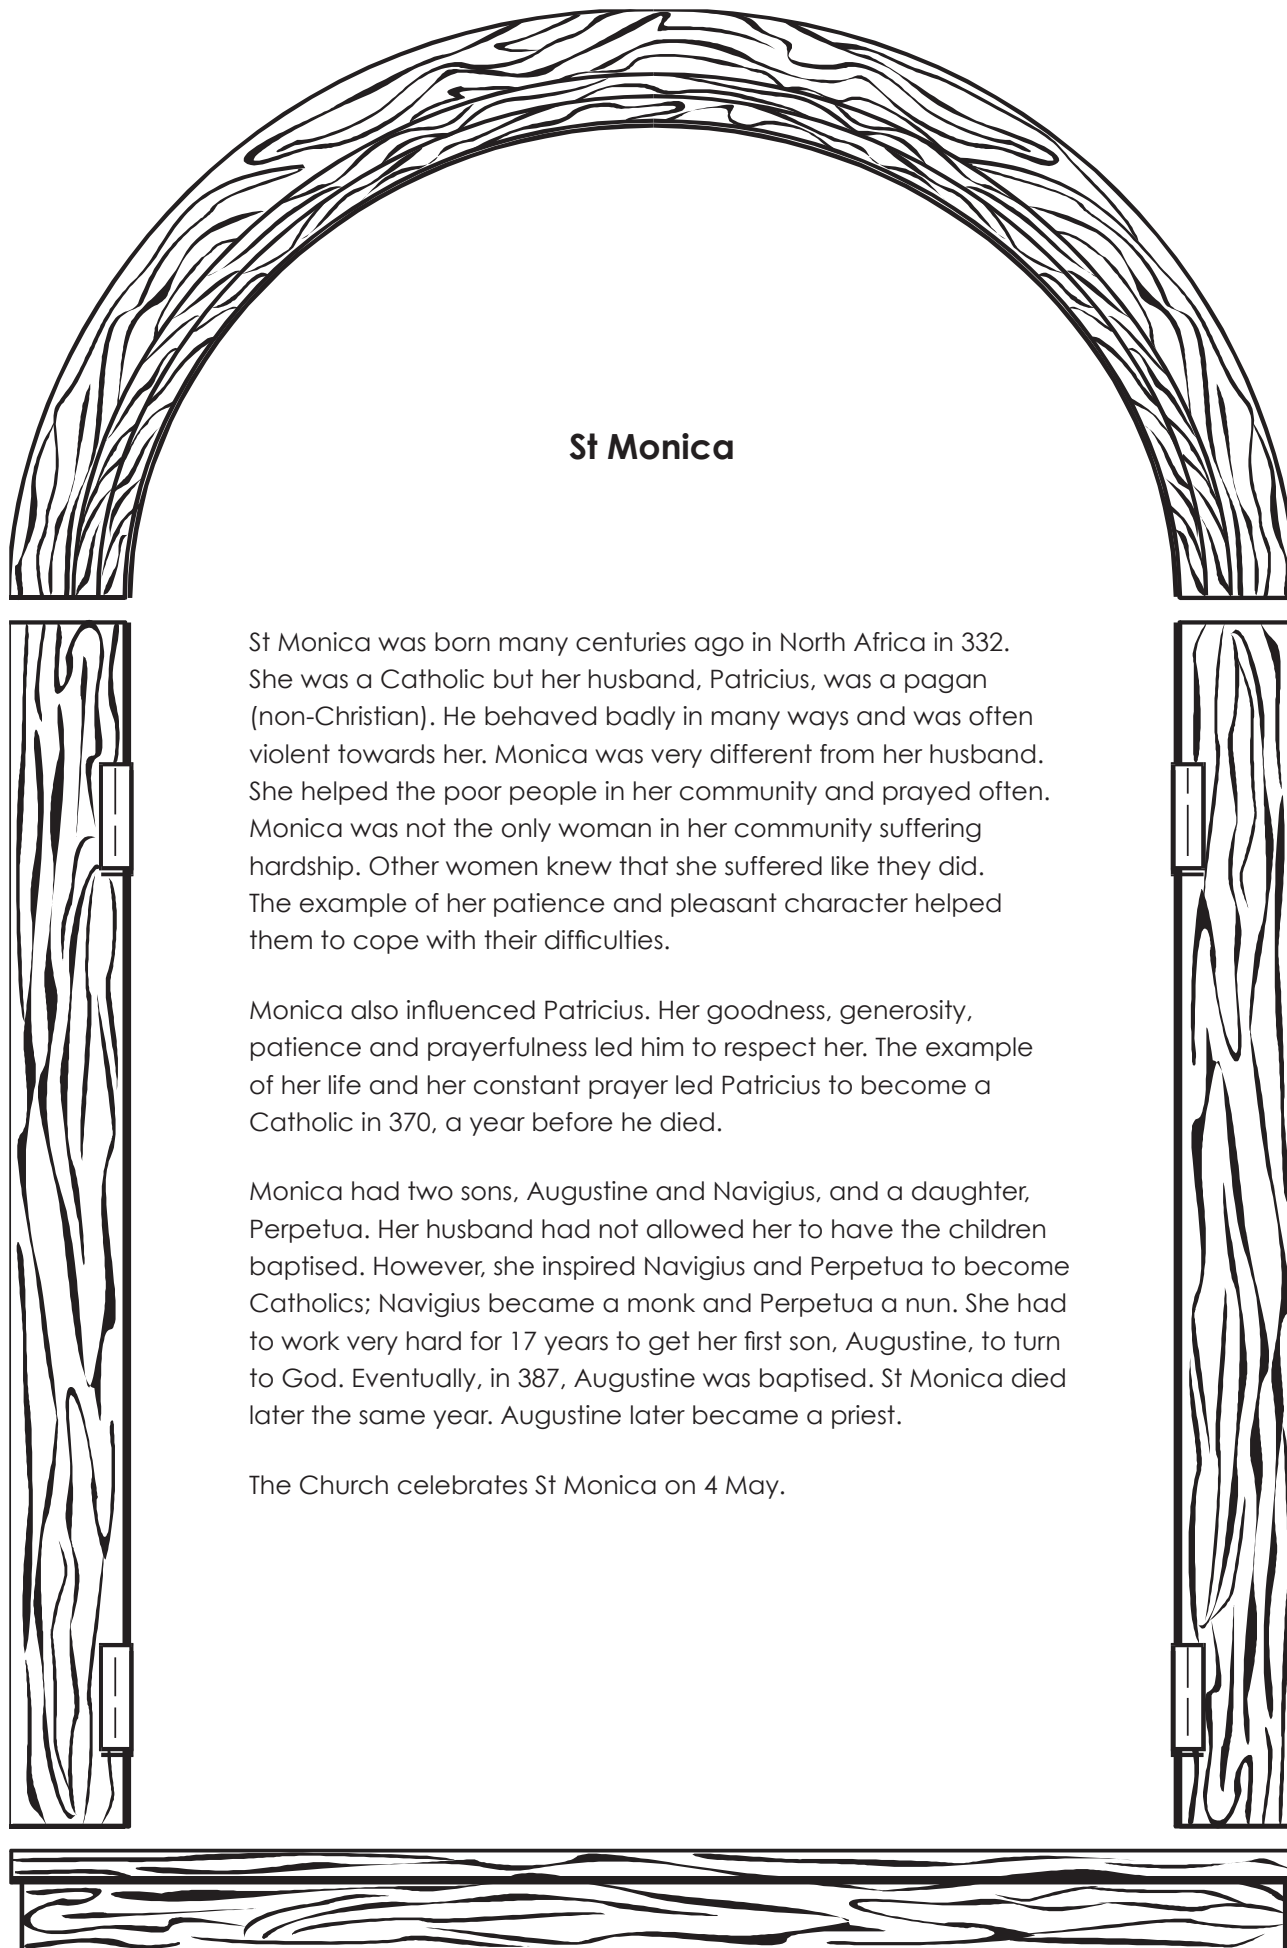 St Monica
St Monica was born many centuries ago in North Africa in 332.
She was a Catholic but her husband, Patricius, was a pagan
(non-Christian). He behaved badly in many ways and was often
violent towards her. Monica was very different from her husband.
She helped the poor people in her community and prayed often.
Monica was not the only woman in her community suffering
hardship. Other women knew that she suffered like they did.
The example of her patience and pleasant character helped
them to cope with their difficulties.
Monica also influenced Patricius. Her goodness, generosity,
patience and prayerfulness led him to respect her. The example
of her life and her constant prayer led Patricius to become a
Catholic in 370, a year before he died.
Monica had two sons, Augustine and Navigius, and a daughter,
Perpetua. Her husband had not allowed her to have the children
baptised. However, she inspired Navigius and Perpetua to become
Catholics; Navigius became a monk and Perpetua a nun. She had
to work very hard for 17 years to get her first son, Augustine, to turn
to God. Eventually, in 387, Augustine was baptised. St Monica died
later the same year. Augustine later became a priest.
The Church celebrates St Monica on 4 May.